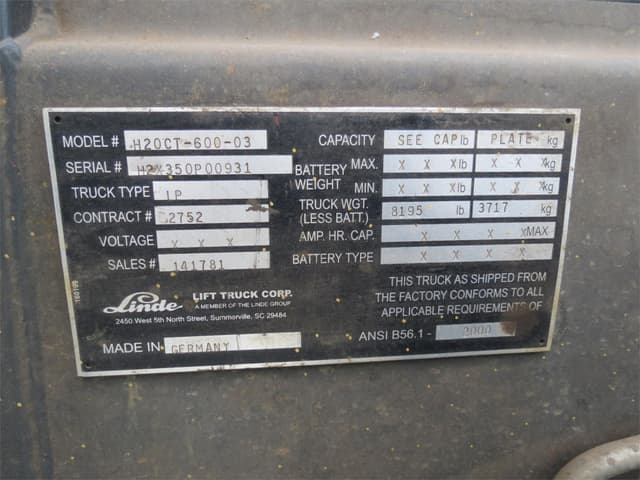 MODEL # H20CT-600-03
SERIAL # H2X350P00931
TRUCK TYPE LP
CONTRACT # 2752
VOLTAGE X X X
SALES # 141781
CAPACITY SEE CAP lb PLATE kg
BATTERY WEIGHT MAX. X X X lb X X X kg
MIN. X X X lb X X X kg
TRUCK WGT. (LESS BATT.) 8195 lb 3717 kg
AMP. HR. CAP. X X X MAX
BATTERY TYPE X X X
Linde LIFT TRUCK CORP.
A MEMBER OF THE LINDE GROUP
2450 West 5th North Street, Summerville, SC 29484
MADE IN GERMANY
THIS TRUCK AS SHIPPED FROM
THE FACTORY CONFORMS TO ALL
APPLICABLE REQUIREMENTS OF
ANSI B56.1 - 2000